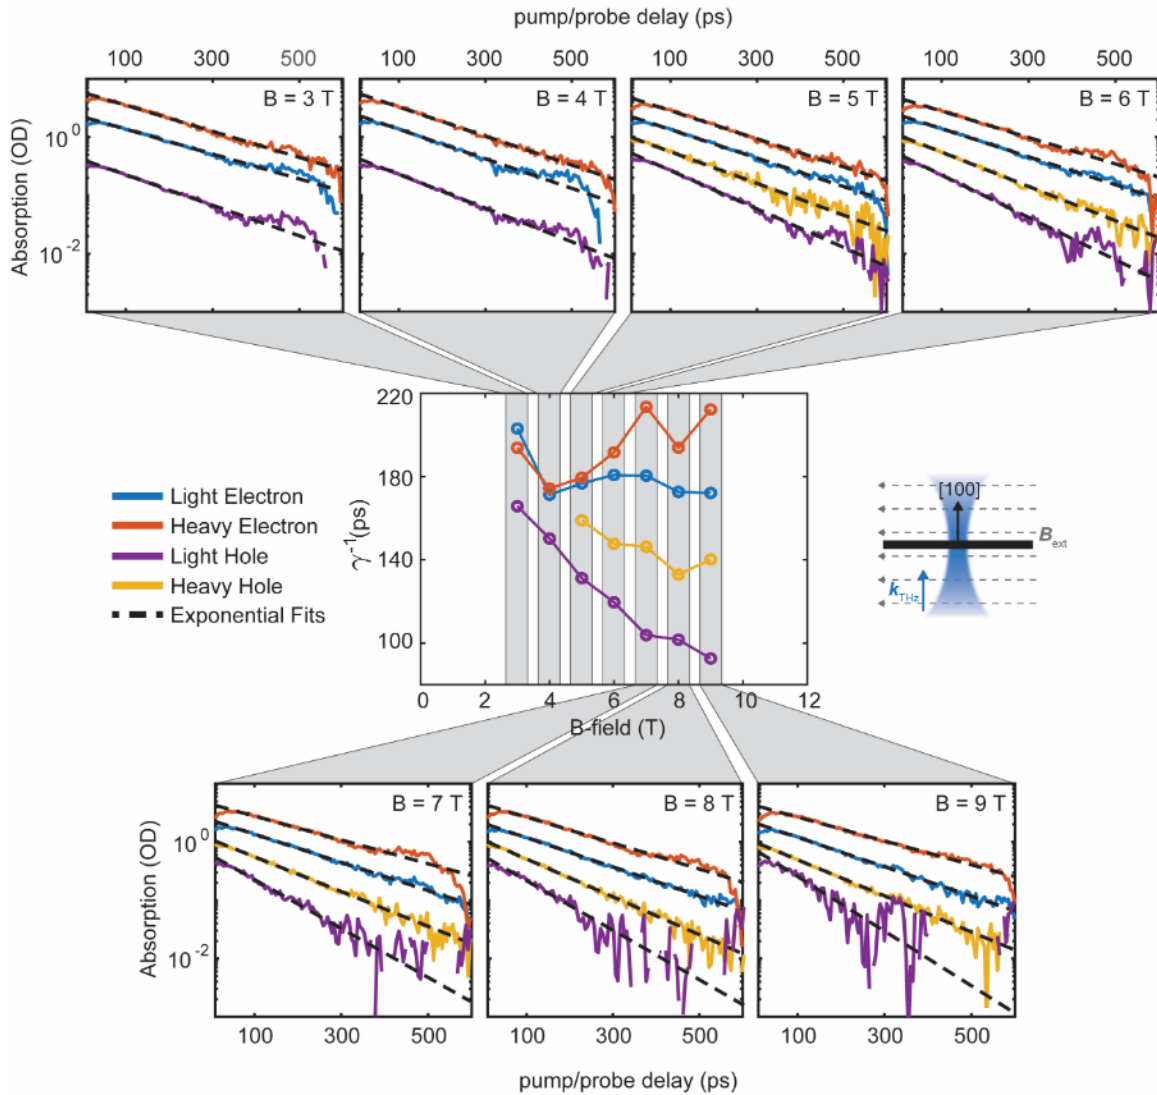 pump/probe delay (ps)
100 300 500 100 300 500 100 300 500 100 300 500
B = 3 T B = 4 T B = 5 T B = 6 T
Absorption (OD)
10^0
10^-2
220
180
140
100
γ^-1(ps)
0 2 4 6 8 10 12
B-field (T)
Light Electron
Heavy Electron
Light Hole
Heavy Hole
Exponential Fits
[100]
B_ext
k_THz
B = 7 T B = 8 T B = 9 T
Absorption (OD)
10^0
10^-2
100 300 500 100 300 500 100 300 500
pump/probe delay (ps)